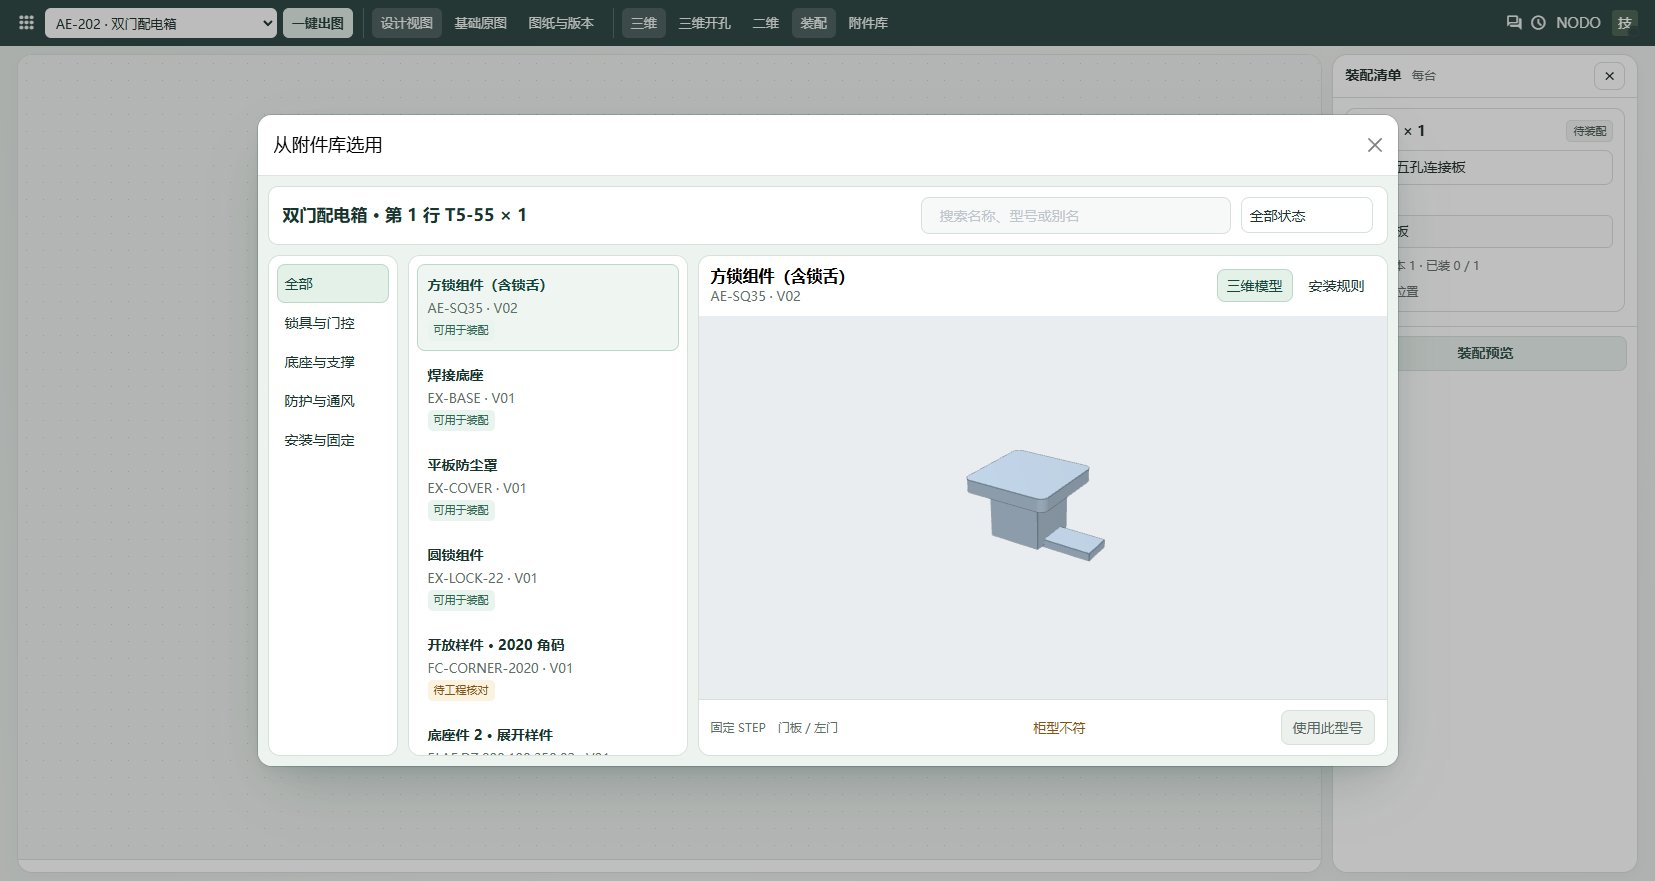 AE-202 · 双门配电箱
一键出图
设计视图
基础原图
图纸与版本
三维
三维开孔
二维
装配
附件库
NODO
技
装配清单 每台
× 1
待装配
五孔连接板
板
本 1 · 已装 0 / 1
位置
装配预览
从附件库选用
双门配电箱 • 第 1 行 T5-55 × 1
搜索名称、型号或别名
全部状态
全部
锁具与门控
底座与支撑
防护与通风
安装与固定
方锁组件（含锁舌）
AE-SQ35 · V02
可用于装配
焊接底座
EX-BASE · V01
可用于装配
平板防尘罩
EX-COVER · V01
可用于装配
圆锁组件
EX-LOCK-22 · V01
可用于装配
开放样件 • 2020 角码
FC-CORNER-2020 · V01
待工程核对
底座件 2 • 展开样件
方锁组件（含锁舌）
AE-SQ35 · V02
三维模型
安装规则
固定 STEP 门板 / 左门
柜型不符
使用此型号